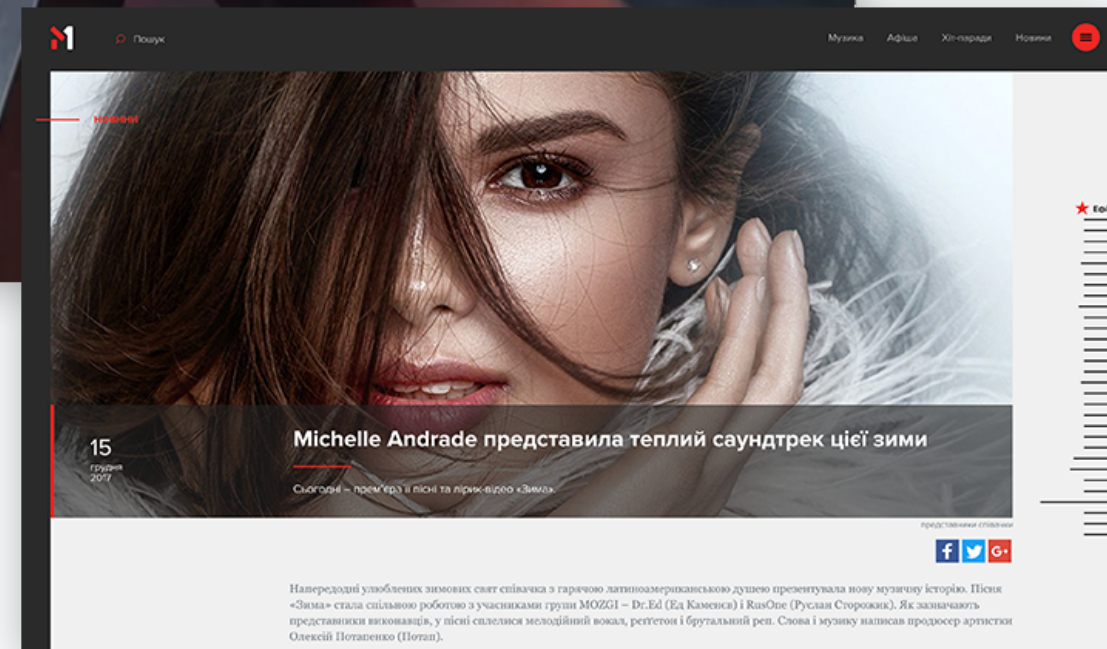 M1
Пошук
Музика Афіша Хіт-паради Новини
новини
15
грудня
2017
Michelle Andrade представила теплий саундтрек цієї зими
Сьогодні – прем'єра її пісні та лірик-відео «Зима».
представники співачки
f G+
Напередодні улюблених зимових свят співачка з гарячою латиноамериканською душею презентувала нову музичну історію. Пісня
«Зима» стала спільною роботою з учасниками групи MOZGI – Dr.Ed (Ед Каменєв) і RusOne (Руслан Сторожик). Як зазначають
представники виконавців, у пісні сплелися мелодійний вокал, реґґетон і брутальний реп. Слова і музику написав продюсер артистки
Олексій Потапенко (Потап).